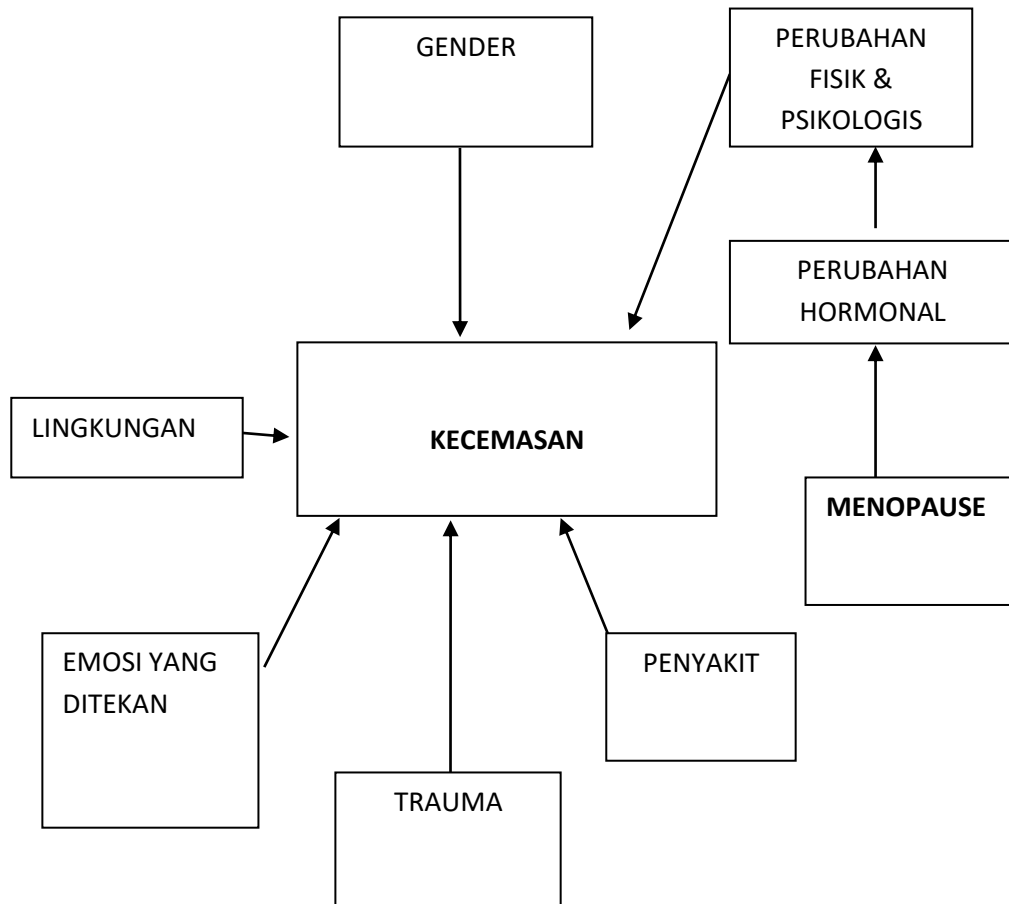 GENDER
PERUBAHAN
FISIK &
PSIKOLOGIS
PERUBAHAN
HORMONAL
LINGKUNGAN
KECEMASAN
MENOPAUSE
EMOSI YANG
DITEKAN
PENYAKIT
TRAUMA